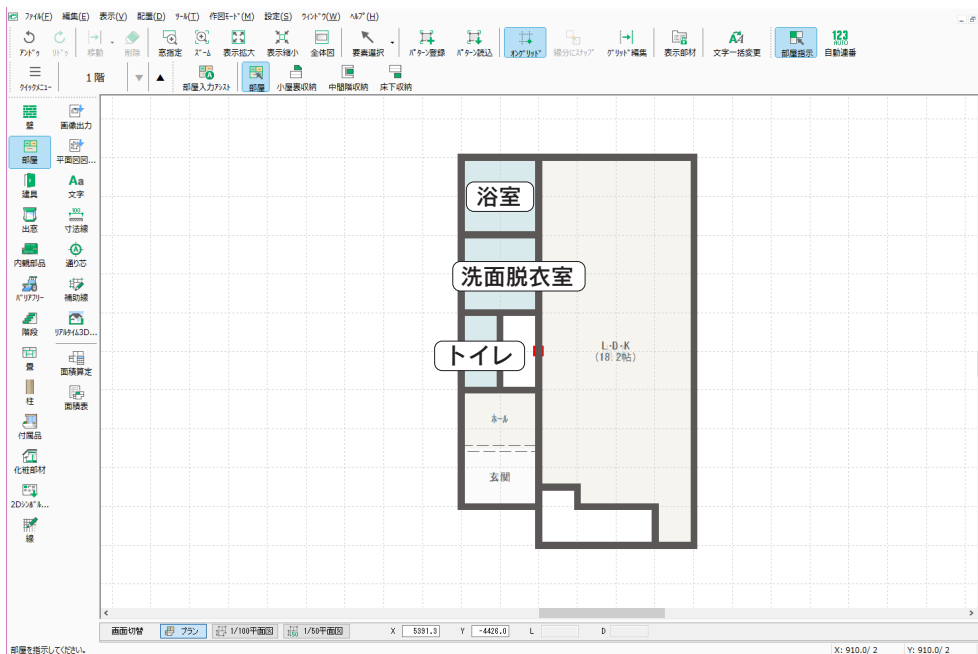 ﾌｧｲﾙ(F) 編集(E) 表示(V) 配置(D) ﾂｰﾙ(T) 作図ﾓｰﾄﾞ(M) 設定(S) ｳｨﾝﾄﾞｳ(W) ﾍﾙﾌﾟ(H)
ｱﾝﾄﾞｩ ﾘﾄﾞｩ 移動 削除 窓指定 ｽﾞｰﾑ 表示拡大 表示縮小 全体図 要素選択 ﾊﾟﾀｰﾝ登録 ﾊﾟﾀｰﾝ読込 ｵﾝｸﾞﾘｯﾄﾞ 線分にｽﾅｯﾌﾟ ｸﾞﾘｯﾄﾞ編集 表示部材 文字一括変更 部屋指示 自動連番
ｸｲｯｸﾒﾆｭｰ 1階 部屋入力ｱｼｽﾄ 部屋 小屋裏収納 中間階収納 床下収納
壁 画像出力
部屋 平面図図...
建具 文字
出窓 寸法線
内観部品 通り芯
ﾊﾞﾘｱﾌﾘｰ 補助線
階段 ﾘｱﾙﾀｲﾑ3D...
畳 面積算定
柱 面積表
付属品
化粧部材
2Dｼﾝﾎﾞﾙ...
線
浴室
洗面脱衣室
トイレ
L・D・K
(18.2帖)
ホール
玄関
画面切替 プラン 1/100平面図 1/50平面図 X 5391.3 Y -4426.0 L D
部屋を指示してください。 X: 910.0/ 2 Y: 910.0/ 2